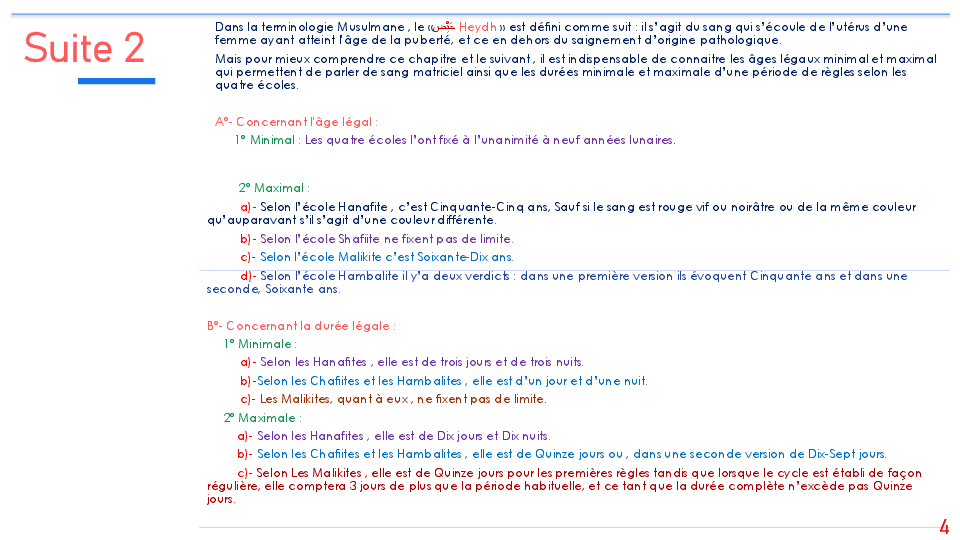 Suite 2
Dans la terminologie Musulmane , le «حَيْض Heydh » est défini comme suit : il s’agit du sang qui s’écoule de l’utérus d’une
femme ayant atteint l’âge de la puberté, et ce en dehors du saignement d’origine pathologique.
Mais pour mieux comprendre ce chapitre et le suivant , il est indispensable de connaitre les âges légaux minimal et maximal
qui permettent de parler de sang matriciel ainsi que les durées minimale et maximale d’une période de règles selon les
quatre écoles.
A°- Concernant l’âge légal :
1° Minimal : Les quatre écoles l’ont fixé à l’unanimité à neuf années lunaires.
2° Maximal :
a)- Selon l’école Hanafite , c’est Cinquante-Cinq ans, Sauf si le sang est rouge vif ou noirâtre ou de la même couleur
qu’auparavant s’il s’agit d’une couleur différente.
b)- Selon l’école Shafiite ne fixent pas de limite.
c)- Selon l’école Malikite c’est Soixante-Dix ans.
d)- Selon l’école Hambalite il y’a deux verdicts : dans une première version ils évoquent Cinquante ans et dans une
seconde, Soixante ans.
B°- Concernant la durée légale :
1° Minimale :
a)- Selon les Hanafites , elle est de trois jours et de trois nuits.
b)-Selon les Chafiites et les Hambalites , elle est d’un jour et d’une nuit.
c)- Les Malikites, quant à eux , ne fixent pas de limite.
2° Maximale :
a)- Selon les Hanafites , elle est de Dix jours et Dix nuits.
b)- Selon les Chafiites et les Hambalites , elle est de Quinze jours ou , dans une seconde version de Dix-Sept jours.
c)- Selon Les Malikites , elle est de Quinze jours pour les premières règles tandis que lorsque le cycle est établi de façon
régulière, elle comptera 3 jours de plus que la période habituelle, et ce tant que la durée complète n’excède pas Quinze
jours.
4